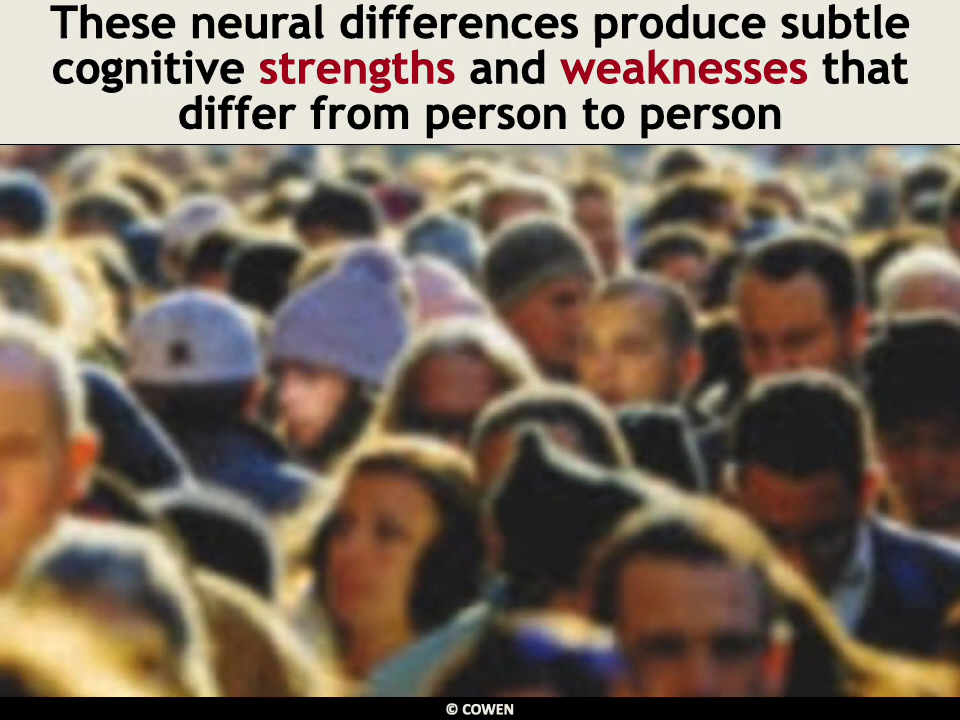 These neural differences produce subtle
cognitive strengths and weaknesses that
differ from person to person
© COWEN